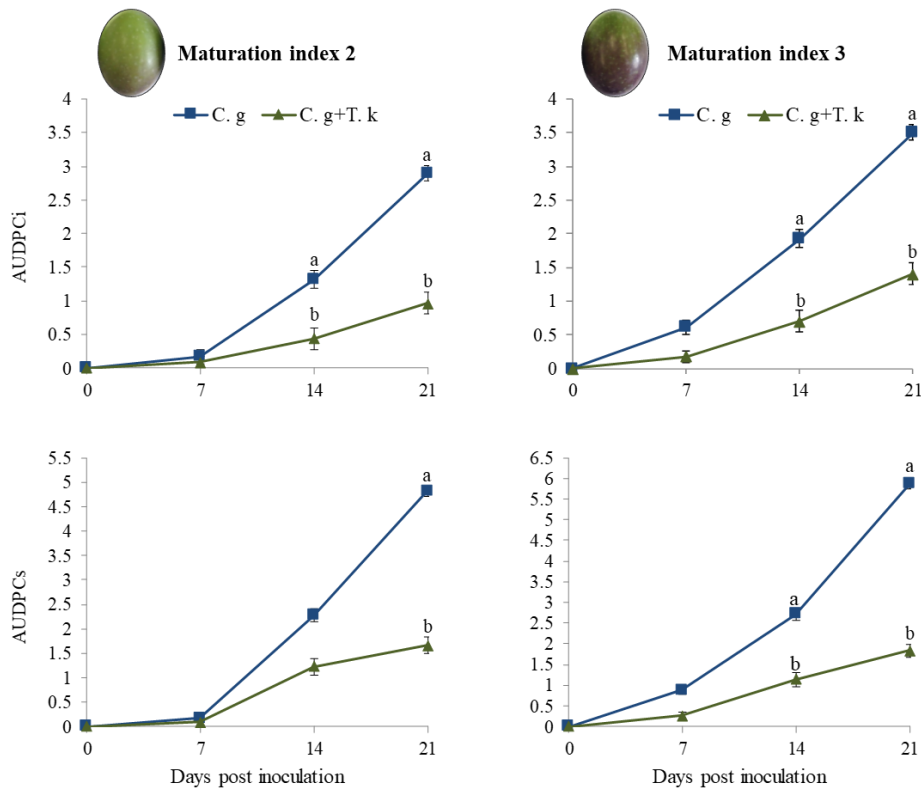 Maturation index 2
Maturation index 3
4
3.5
3
2.5
2
1.5
1
0.5
0
AUDPCi
C. g
C. g+T. k
a
a
b
b
0
7
14
21
4
3.5
3
2.5
2
1.5
1
0.5
0
C. g
C. g+T. k
a
a
b
b
0
7
14
21
5.5
5
4.5
4
3.5
3
2.5
2
1.5
1
0.5
0
AUDPCs
a
b
0
7
14
21
Days post inoculation
6.5
6
5.5
5
4.5
4
3.5
3
2.5
2
1.5
1
0.5
0
a
a
b
b
0
7
14
21
Days post inoculation